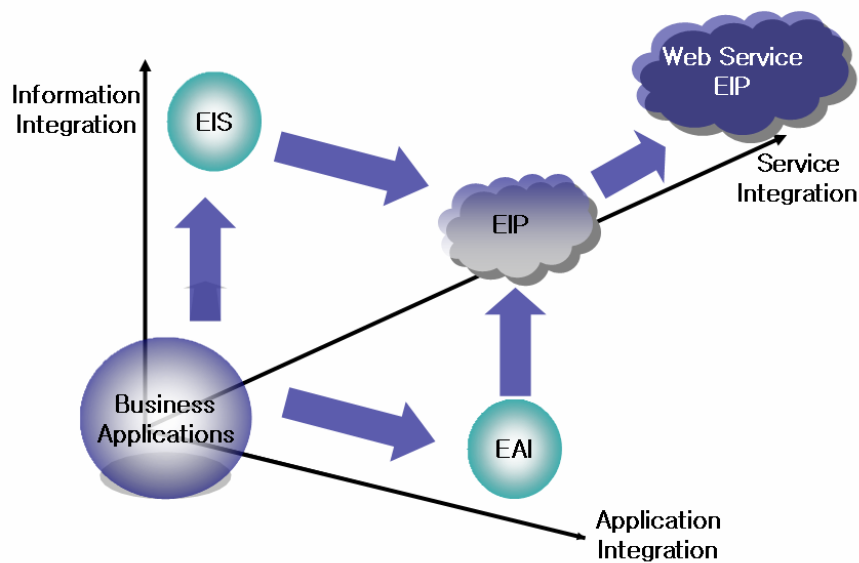 Web Service
EIP
Information
Integration
EIS
Service
Integration
EIP
Business
Applications
EAI
Application
Integration